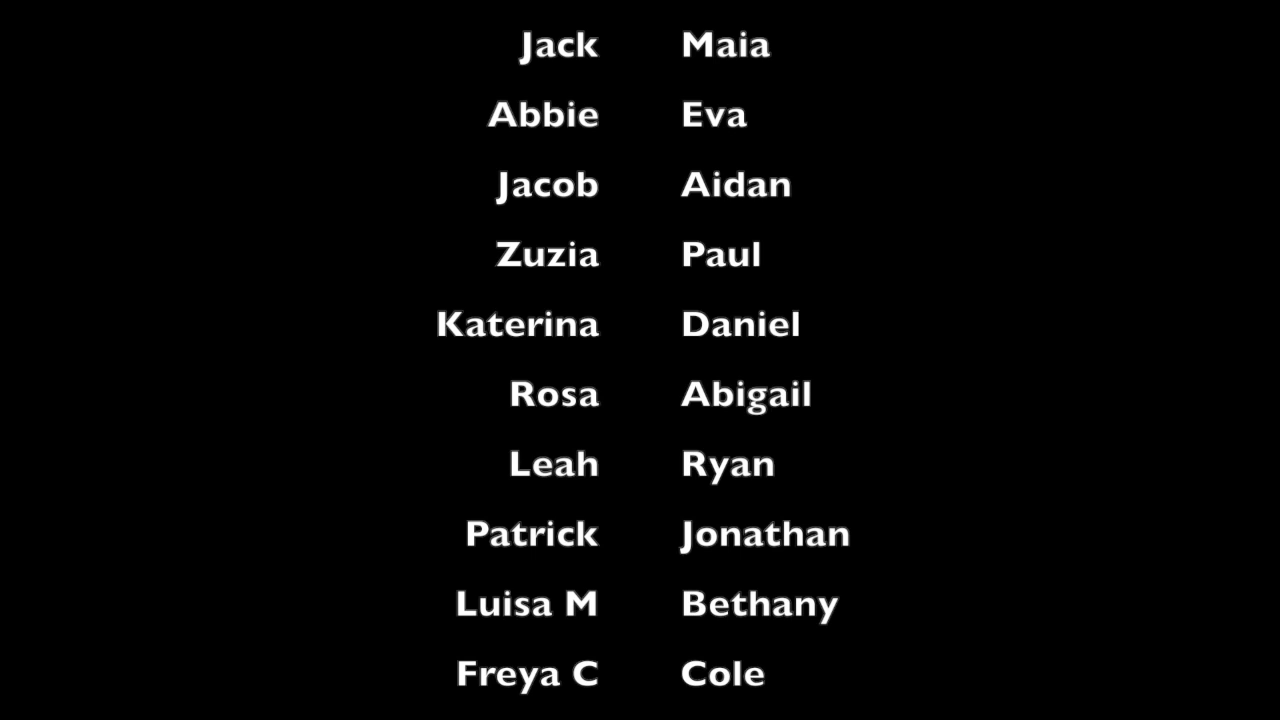 Jack Maia
Abbie Eva
Jacob Aidan
Zuzia Paul
Katerina Daniel
Rosa Abigail
Leah Ryan
Patrick Jonathan
Luisa M Bethany
Freya C Cole